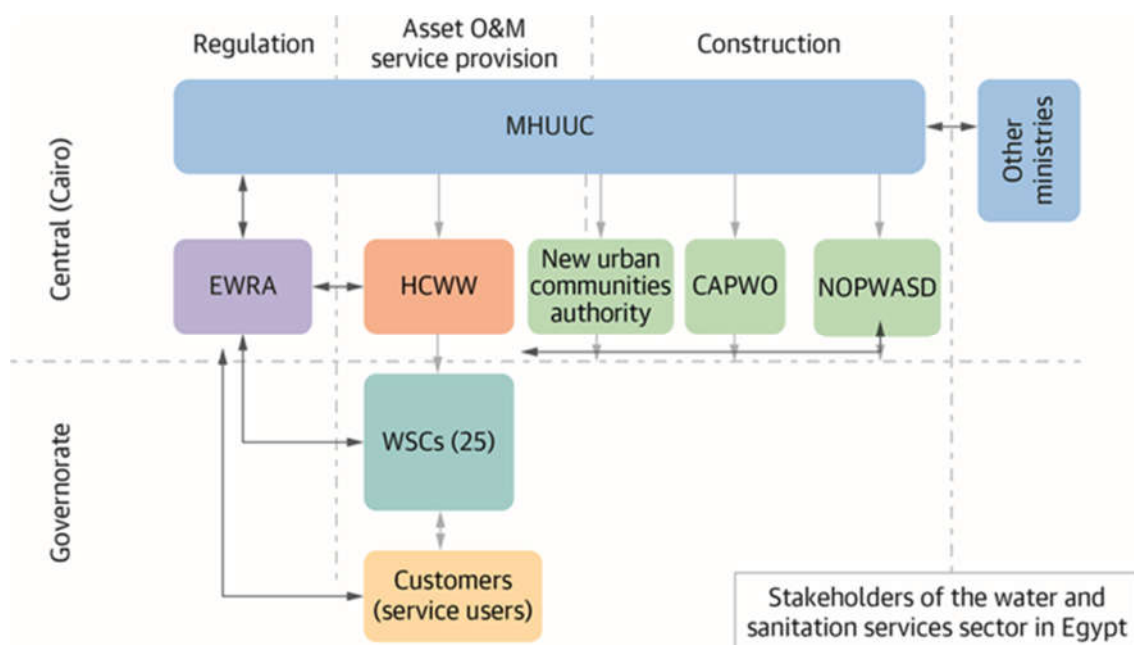 Regulation
Asset O&M
service provision
Construction
Central (Cairo)
MHUUC
Other
ministries
EWRA
HCWW
New urban
communities
authority
CAPWO
NOPWASD
Governorate
WSCs (25)
Customers
(service users)
Stakeholders of the water and
sanitation services sector in Egypt